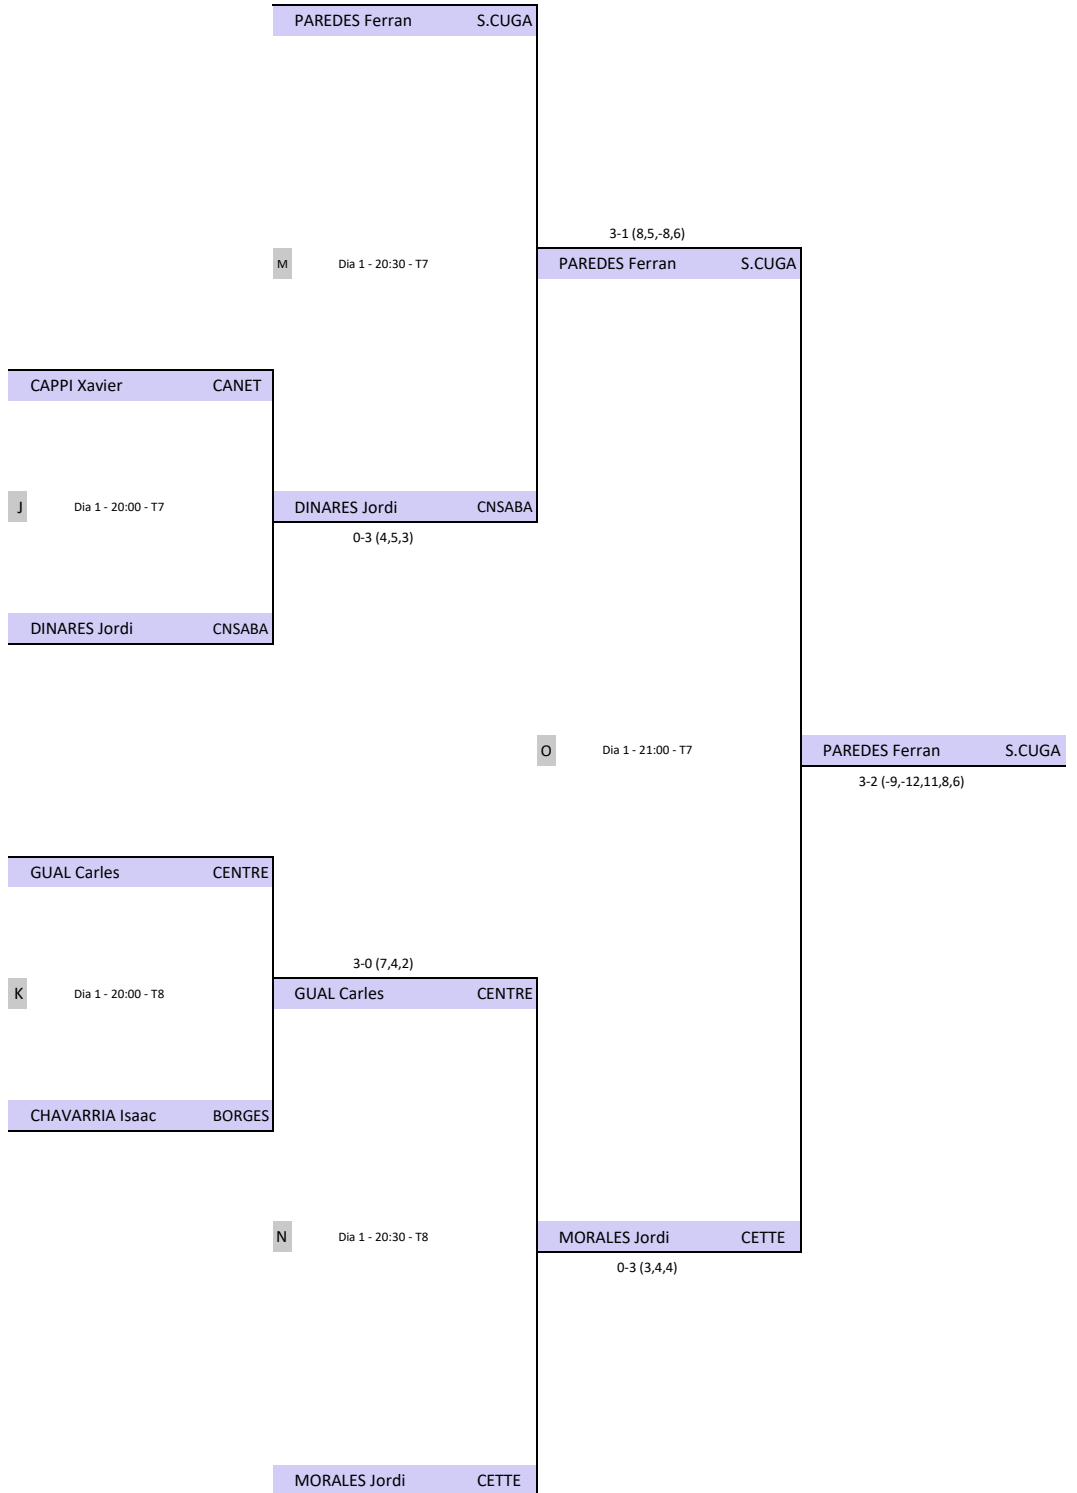 PAREDES Ferran S.CUGA
3-1 (8,5,-8,6)
M Dia 1 - 20:30 - T7 PAREDES Ferran S.CUGA
CAPPI Xavier CANET
J Dia 1 - 20:00 - T7 DINARES Jordi CNSABA
0-3 (4,5,3)
DINARES Jordi CNSABA
O Dia 1 - 21:00 - T7 PAREDES Ferran S.CUGA
3-2 (-9,-12,11,8,6)
GUAL Carles CENTRE
3-0 (7,4,2)
K Dia 1 - 20:00 - T8 GUAL Carles CENTRE
CHAVARRIA Isaac BORGES
N Dia 1 - 20:30 - T8 MORALES Jordi CETTE
0-3 (3,4,4)
MORALES Jordi CETTE